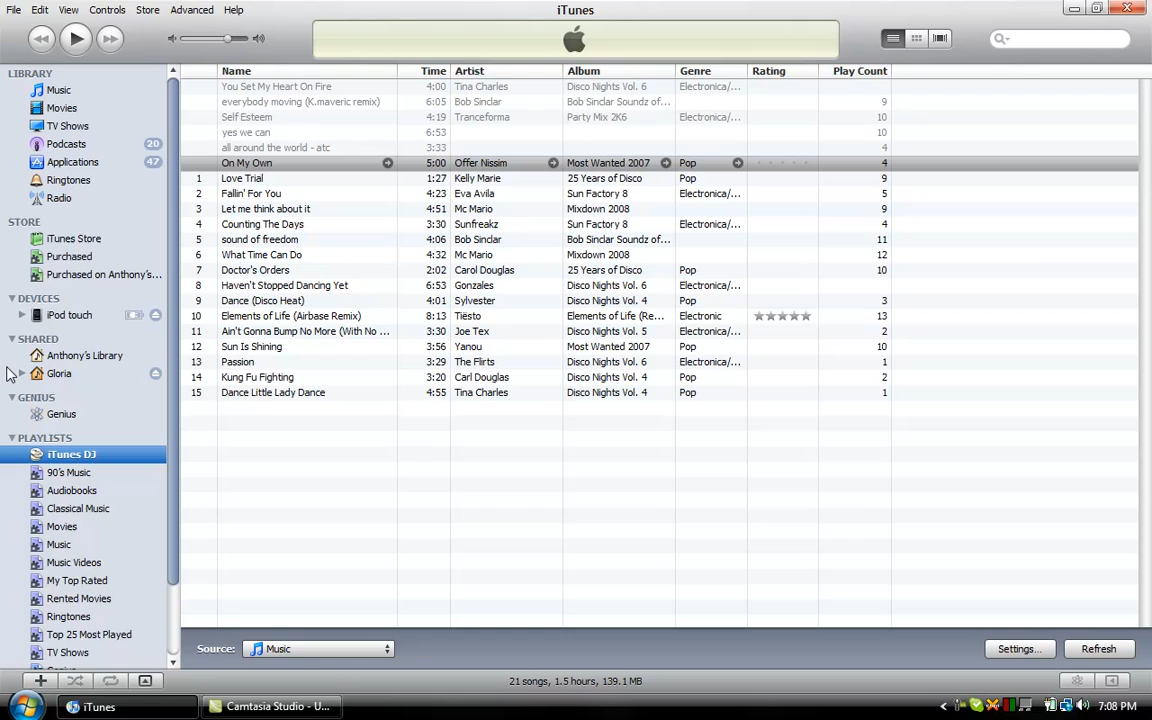 File Edit View Controls Store Advanced Help iTunes
LIBRARY
Music
Movies
TV Shows
Podcasts 20
Applications 47
Ringtones
Radio
STORE
iTunes Store
Purchased
Purchased on Anthony's...
DEVICES
iPod touch
SHARED
Anthony's Library
Gloria
GENIUS
Genius
PLAYLISTS
iTunes DJ
90's Music
Audiobooks
Classical Music
Movies
Music
Music Videos
My Top Rated
Rented Movies
Ringtones
Top 25 Most Played
TV Shows
Name Time Artist Album Genre Rating Play Count
You Set My Heart On Fire 4:00 Tina Charles Disco Nights Vol. 6 Electronica/...
everybody moving (K.maveric remix) 6:05 Bob Sinclar Bob Sinclar Soundz of... 9
Self Esteem 4:19 Tranceforma Party Mix 2K6 Electronica/... 10
yes we can 6:53 10
all around the world - atc 3:33 4
On My Own 5:00 Offer Nissim Most Wanted 2007 Pop 4
1 Love Trial 1:27 Kelly Marie 25 Years of Disco Pop 9
2 Fallin' For You 4:23 Eva Avila Sun Factory 8 Electronica/... 5
3 Let me think about it 4:51 Mc Mario Mixdown 2008 9
4 Counting The Days 3:30 Sunfreakz Sun Factory 8 Electronica/... 4
5 sound of freedom 4:06 Bob Sinclar Bob Sinclar Soundz of... 11
6 What Time Can Do 4:32 Mc Mario Mixdown 2008 12
7 Doctor's Orders 2:02 Carol Douglas 25 Years of Disco Pop 10
8 Haven't Stopped Dancing Yet 6:53 Gonzales Disco Nights Vol. 6 Electronica/...
9 Dance (Disco Heat) 4:01 Sylvester Disco Nights Vol. 4 Pop 3
10 Elements of Life (Airbase Remix) 8:13 Tiësto Elements of Life (Re... Electronic ★★★★★ 13
11 Ain't Gonna Bump No More (With No ... 3:30 Joe Tex Disco Nights Vol. 5 Electronica/... 2
12 Sun Is Shining 3:56 Yanou Most Wanted 2007 Pop 10
13 Passion 3:29 The Flirts Disco Nights Vol. 6 Electronica/... 1
14 Kung Fu Fighting 3:20 Carl Douglas Disco Nights Vol. 4 Pop 2
15 Dance Little Lady Dance 4:55 Tina Charles Disco Nights Vol. 4 Pop 1
Source: Music Settings... Refresh
21 songs, 1.5 hours, 139.1 MB
iTunes Camtasia Studio - U... 7:08 PM